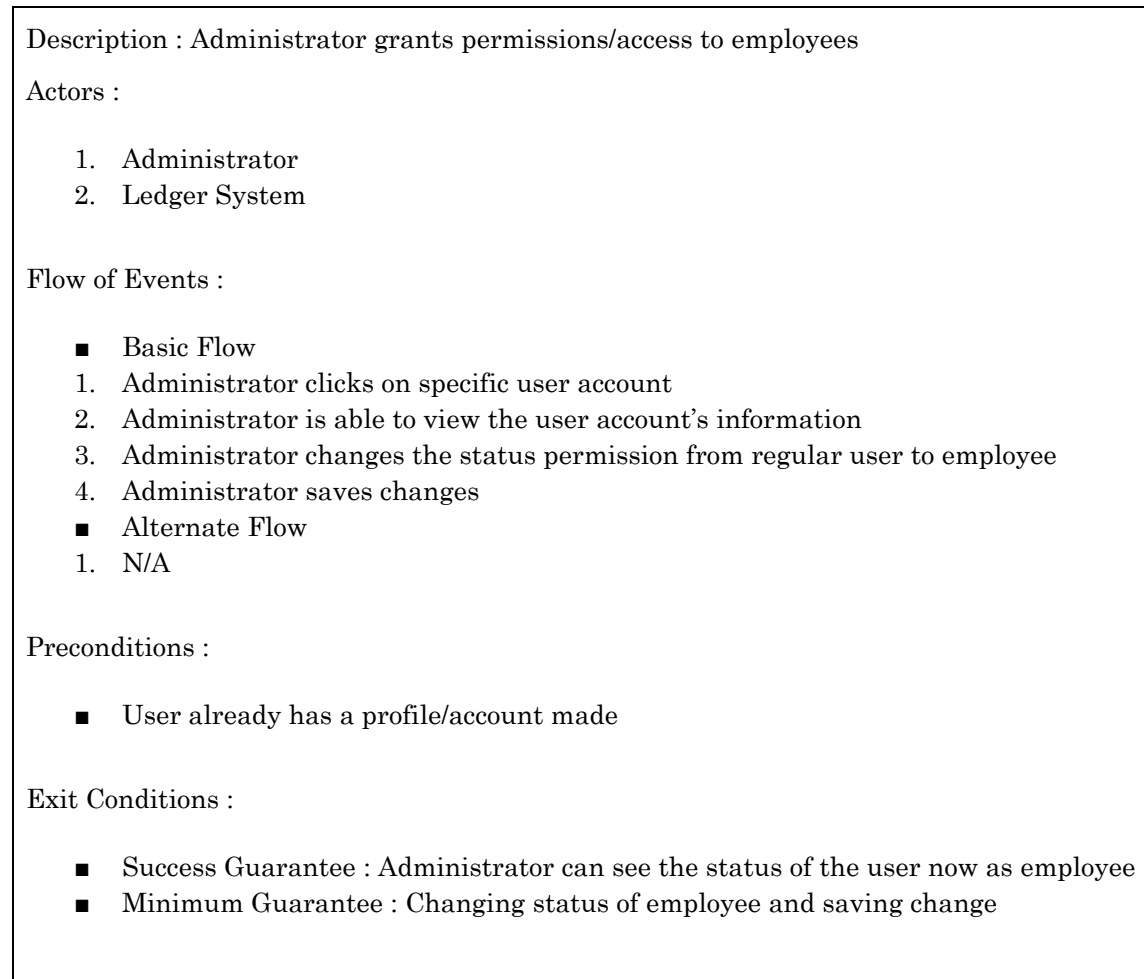 Description : Administrator grants permissions/access to employees
Actors :
1. Administrator
2. Ledger System
Flow of Events :
■ Basic Flow
1. Administrator clicks on specific user account
2. Administrator is able to view the user account’s information
3. Administrator changes the status permission from regular user to employee
4. Administrator saves changes
■ Alternate Flow
1. N/A
Preconditions :
■ User already has a profile/account made
Exit Conditions :
■ Success Guarantee : Administrator can see the status of the user now as employee
■ Minimum Guarantee : Changing status of employee and saving change